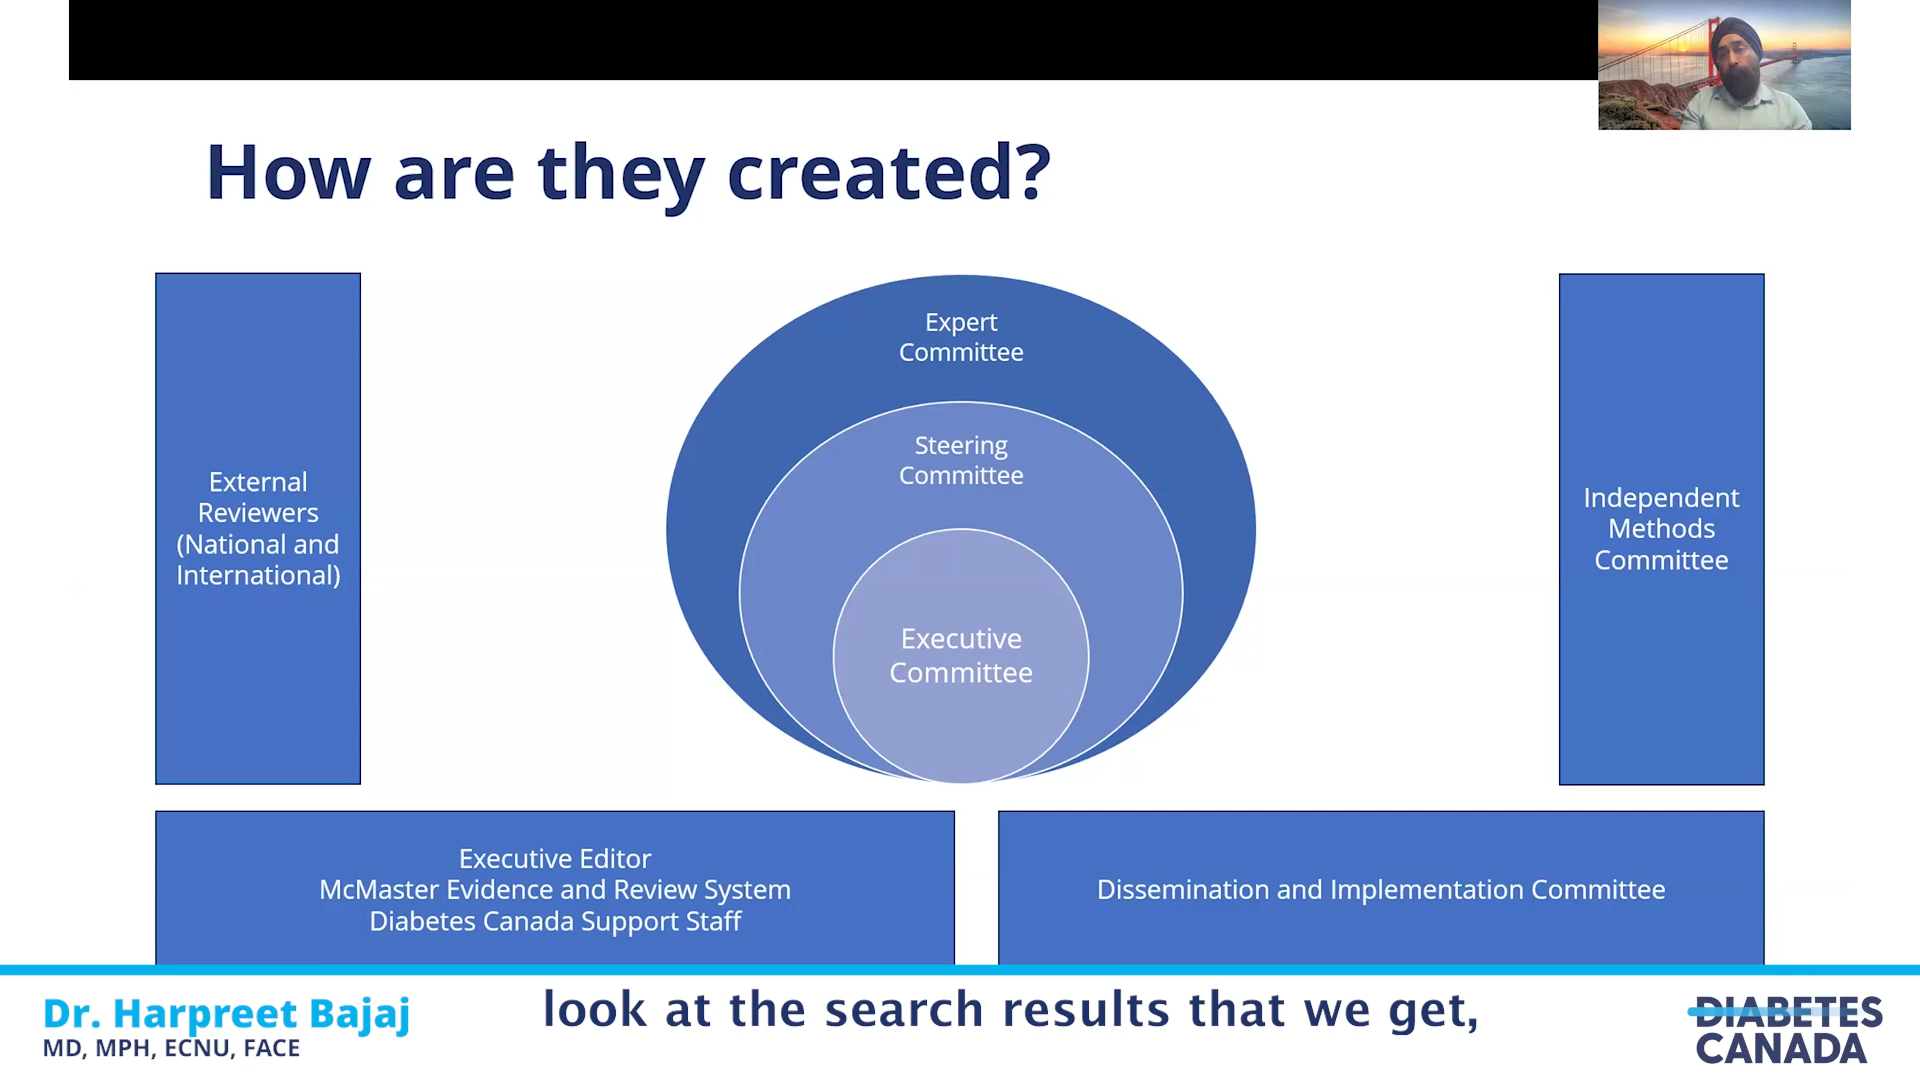 How are they created?
External
Reviewers
(National and
International)
Expert
Committee
Steering
Committee
Executive
Committee
Independent
Methods
Committee
Executive Editor
McMaster Evidence and Review System
Diabetes Canada Support Staff
Dissemination and Implementation Committee
Dr. Harpreet Bajaj
MD, MPH, ECNU, FACE
look at the search results that we get,
DIABETES
CANADA